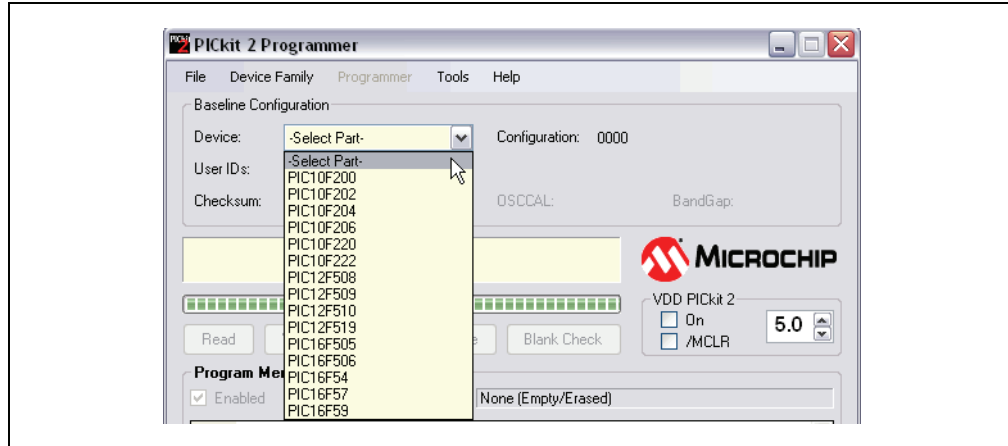 PICkit 2 Programmer
File Device Family Programmer Tools Help
Baseline Configuration
Device: -Select Part- Configuration: 0000
User IDs:
Checksum: OSCCAL: BandGap:
-Select Part-
PIC10F200
PIC10F202
PIC10F204
PIC10F206
PIC10F220
PIC10F222
PIC12F508
PIC12F509
PIC12F510
PIC12F519
PIC16F505
PIC16F506
PIC16F54
PIC16F57
PIC16F59
MICROCHIP
VDD PICkit 2
On
/MCLR
5.0
Read Blank Check
Enabled None (Empty/Erased)